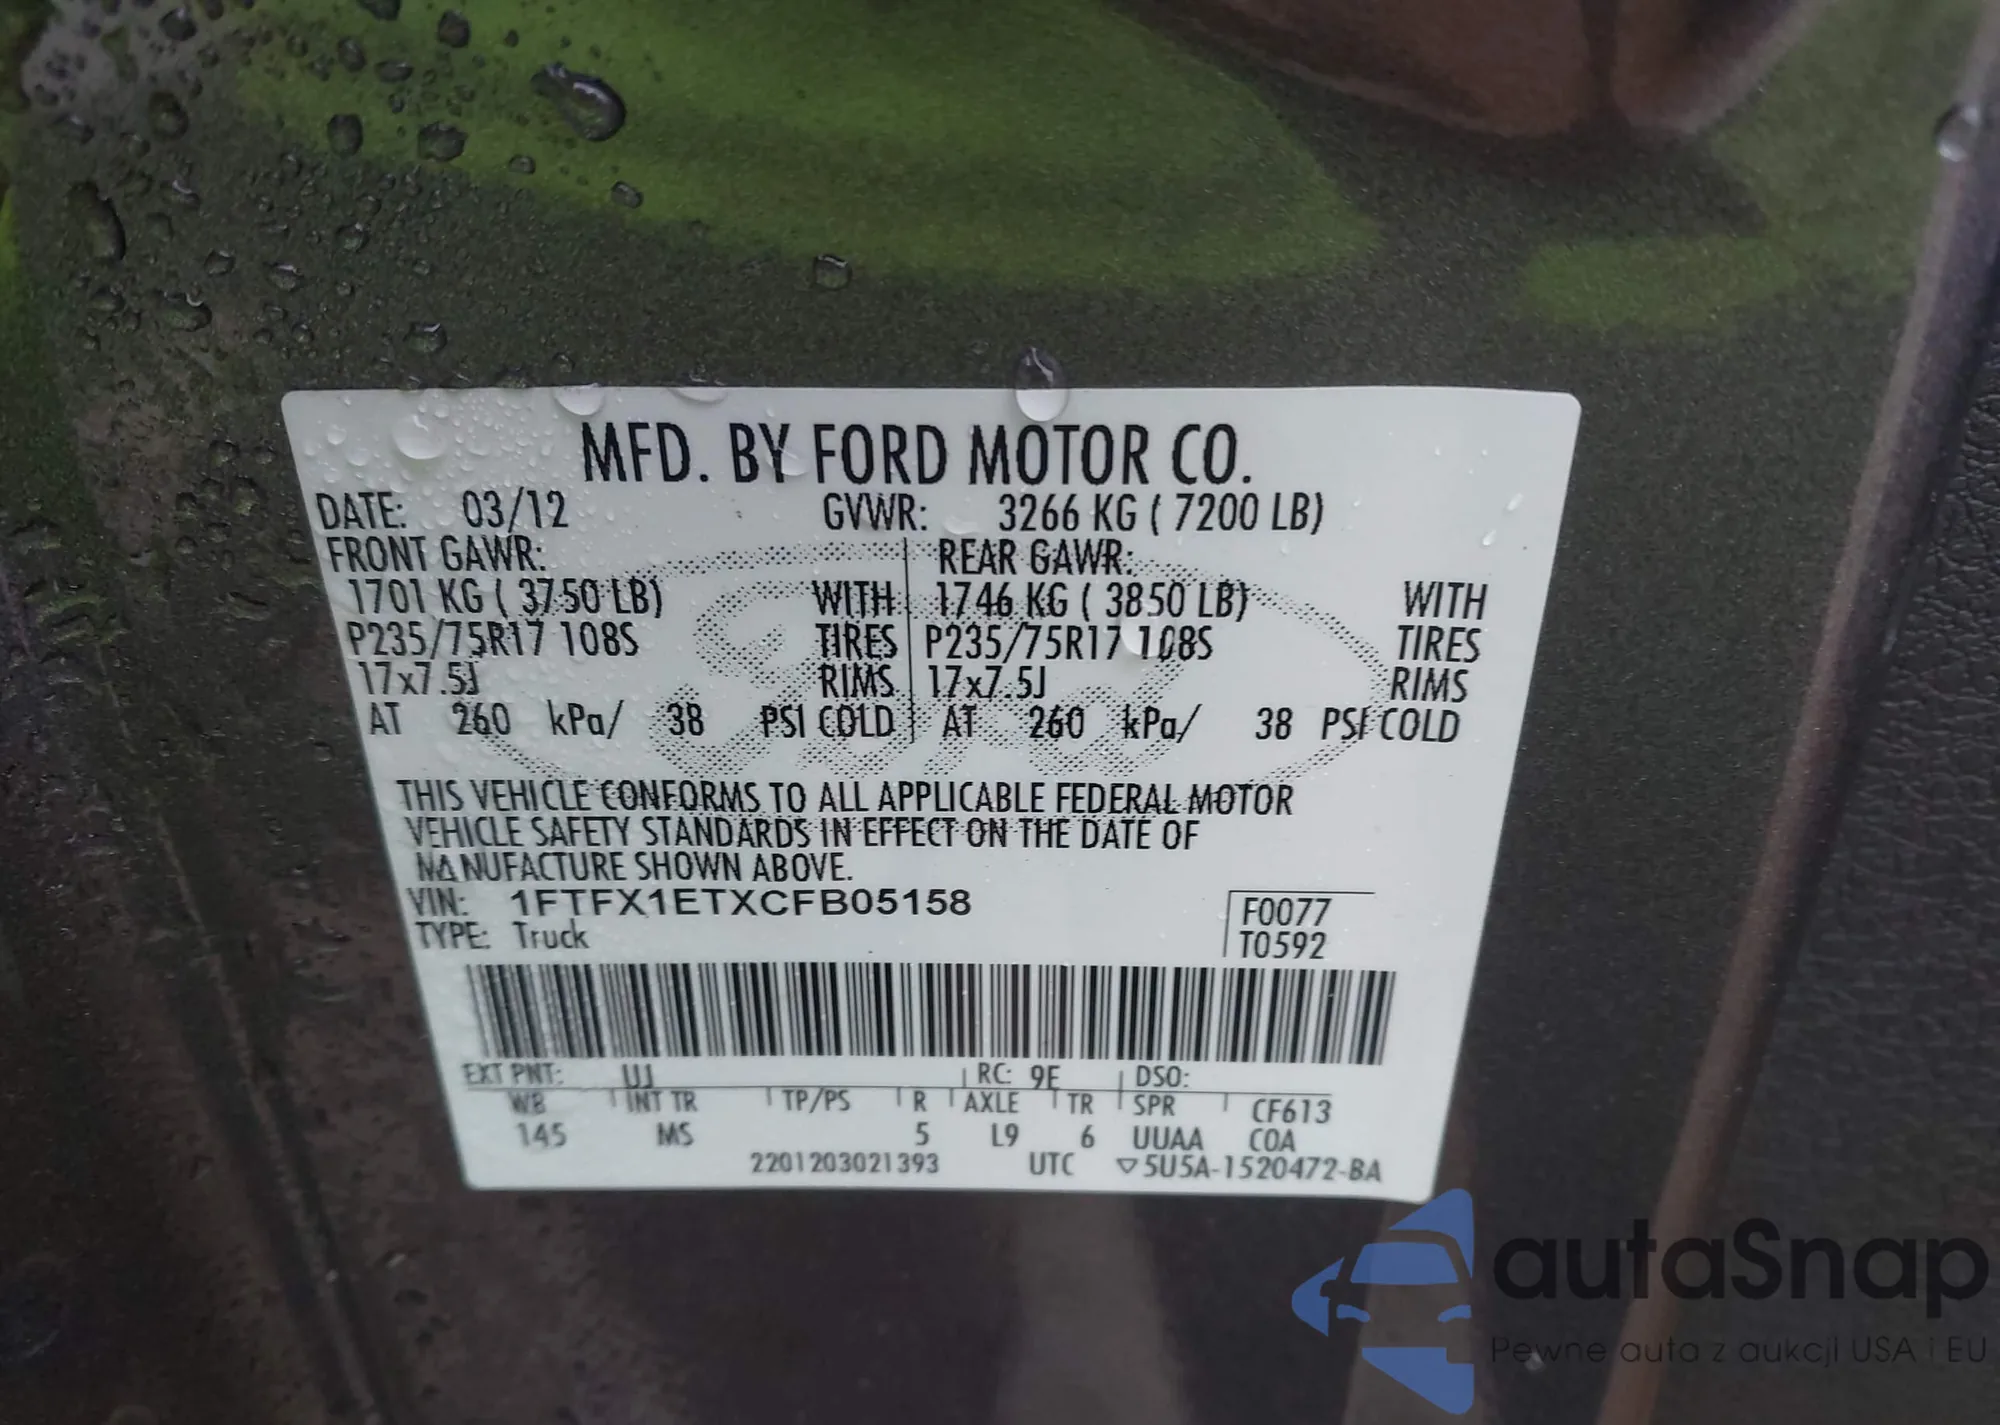 MFD. BY FORD MOTOR CO.
DATE: 03/12 GVWR: 3266 KG ( 7200 LB)
FRONT GAWR: REAR GAWR:
1701 KG ( 3750 LB) WITH 1746 KG ( 3850 LB) WITH
P235/75R17 108S TIRES P235/75R17 108S TIRES
17x7.5J RIMS 17x7.5J RIMS
AT 260 kPa/ 38 PSI COLD AT 260 kPa/ 38 PSI COLD
THIS VEHICLE CONFORMS TO ALL APPLICABLE FEDERAL MOTOR
VEHICLE SAFETY STANDARDS IN EFFECT ON THE DATE OF
MANUFACTURE SHOWN ABOVE.
VIN: 1FTFX1ETXCFB05158 F0077
TYPE: Truck T0592
EXT PNT: UJ RC: 9E DSO:
WB INT TR TP/PS R AXLE TR SPR CF613
145 MS 5 L9 6 UUAA COA
2201203021393 UTC ▽5U5A-1520472-BA
Ford
autaSnap
Pewne auta z aukcji USA i EU